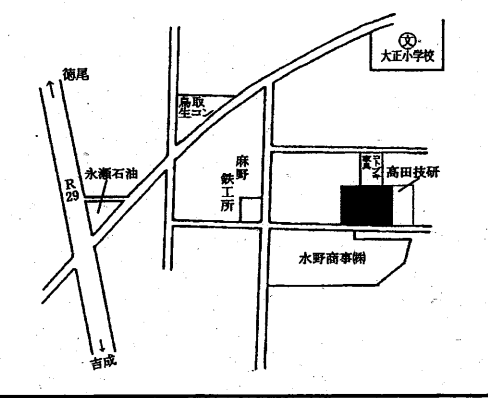 徳尾
文
大正小学校
鳥取
生コン
永瀬石油
R
29
麻野
鉄工所
高田技研
水野商事㈱
吉成